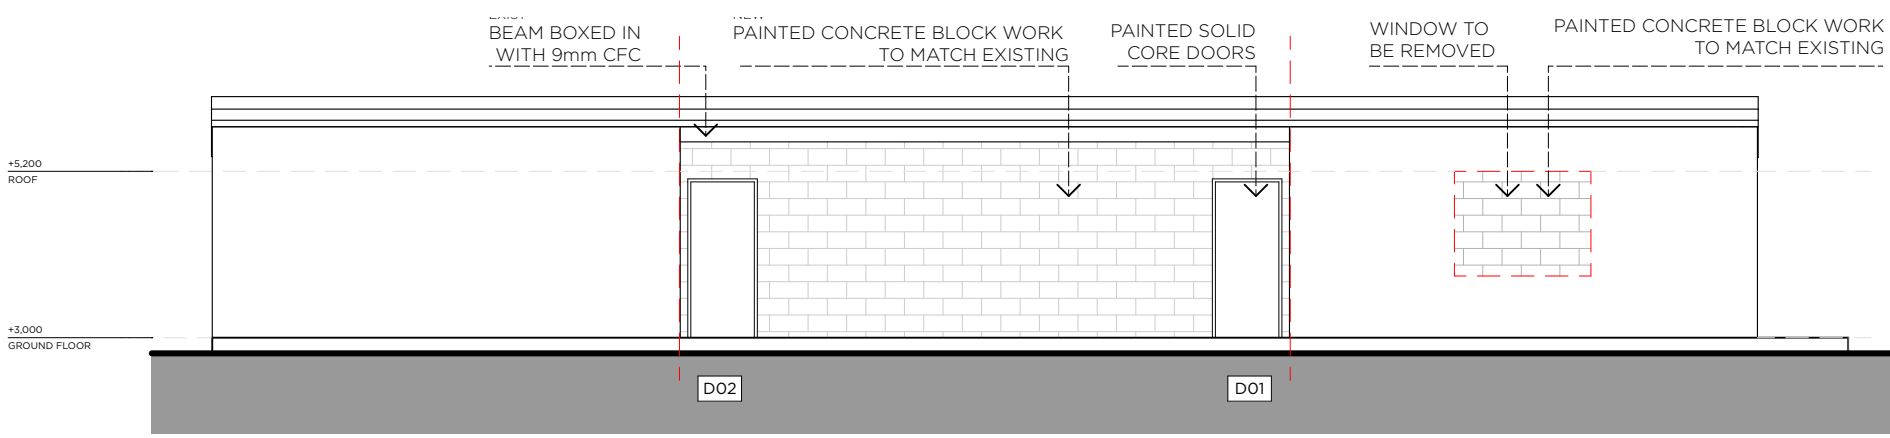 BEAM BOXED IN
WITH 9mm CFC
PAINTED CONCRETE BLOCK WORK
TO MATCH EXISTING
PAINTED SOLID
CORE DOORS
WINDOW TO
BE REMOVED
PAINTED CONCRETE BLOCK WORK
TO MATCH EXISTING
+5,200
ROOF
+3,000
GROUND FLOOR
D02
D01